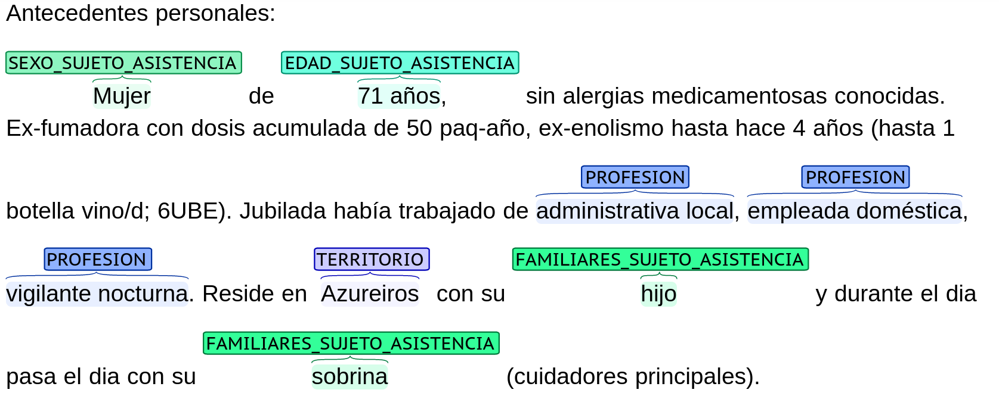 Antecedentes personales:
SEXO_SUJETO_ASISTENCIA EDAD_SUJETO_ASISTENCIA
Mujer de 71 años, sin alergias medicamentosas conocidas.
Ex-fumadora con dosis acumulada de 50 paq-año, ex-enolismo hasta hace 4 años (hasta 1
PROFESION PROFESION
botella vino/d; 6UBE). Jubilada había trabajado de administrativa local, empleada doméstica,
PROFESION TERRITORIO FAMILIARES_SUJETO_ASISTENCIA
vigilante nocturna. Reside en Azureiros con su hijo y durante el dia
FAMILIARES_SUJETO_ASISTENCIA
pasa el dia con su sobrina (cuidadores principales).